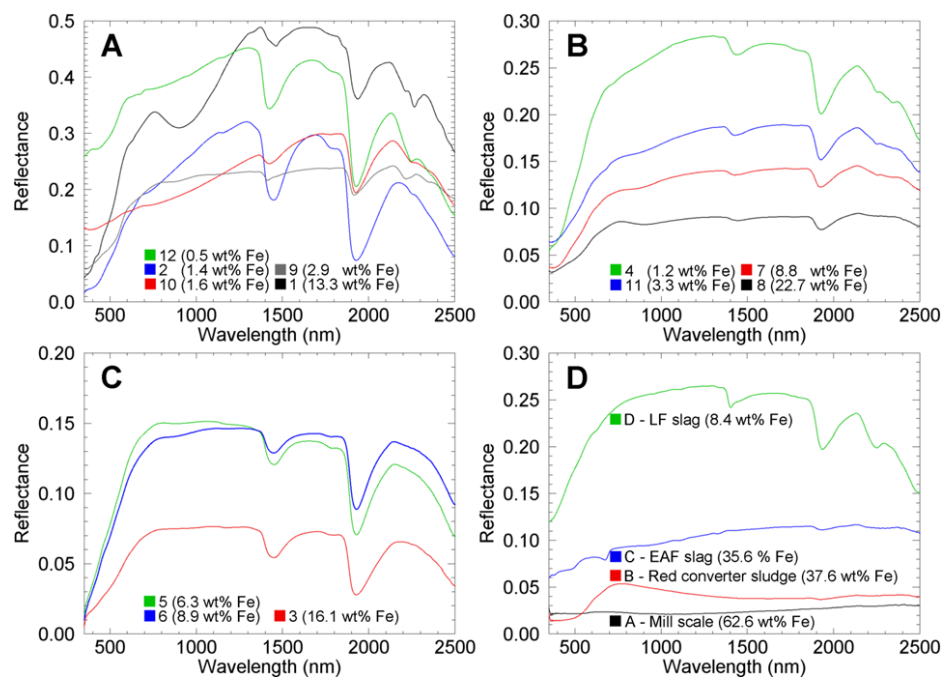 A
Reflectance
0.5
0.4
0.3
0.2
0.1
0.0
12 (0.5 wt% Fe)
2 (1.4 wt% Fe)
10 (1.6 wt% Fe)
9 (2.9 wt% Fe)
1 (13.3 wt% Fe)
500 1000 1500 2000 2500
Wavelength (nm)
B
Reflectance
0.30
0.25
0.20
0.15
0.10
0.05
0.00
4 (1.2 wt% Fe)
11 (3.3 wt% Fe)
7 (8.8 wt% Fe)
8 (22.7 wt% Fe)
500 1000 1500 2000 2500
Wavelength (nm)
C
Reflectance
0.20
0.15
0.10
0.05
0.00
5 (6.3 wt% Fe)
6 (8.9 wt% Fe)
3 (16.1 wt% Fe)
500 1000 1500 2000 2500
Wavelength (nm)
D
Reflectance
0.30
0.25
0.20
0.15
0.10
0.05
0.00
D - LF slag (8.4 wt% Fe)
C - EAF slag (35.6 % Fe)
B - Red converter sludge (37.6 wt% Fe)
A - Mill scale (62.6 wt% Fe)
500 1000 1500 2000 2500
Wavelength (nm)